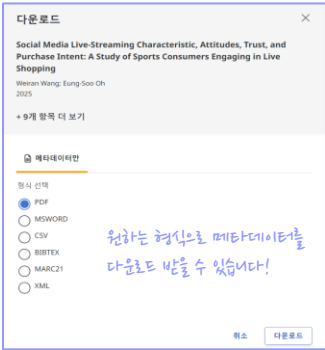 다운로드
Social Media Live-Streaming Characteristic, Attitudes, Trust, and
Purchase Intent: A Study of Sports Consumers Engaging in Live
Shopping
Weiran Wang; Eung-Soo Oh
2025
+ 9개 항목 더 보기
메타데이터만
형식 선택
PDF
MSWORD
CSV
BIBTEX
MARC21
XML
원하는 형식으로 메타데이터를
다운로드 받을 수 있습니다!
취소 다운로드